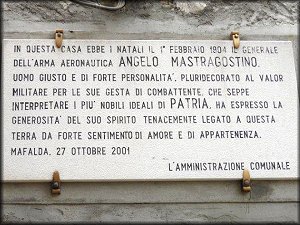 IN QUESTA CASA EBBE I NATALI IL 1° FEBBRAIO 1904 IL GENERALE
DELL'ARMA AERONAUTICA ANGELO MASTRAGOSTINO.
UOMO GIUSTO E DI FORTE PERSONALITA', PLURIDECORATO AL VALOR
MILITARE PER LE SUE GESTA DI COMBATTENTE, CHE SEPPE
INTERPRETARE I PIU' NOBILI IDEALI DI PATRIA, HA ESPRESSO LA
GENEROSITA' DEL SUO SPIRITO TENACEMENTE LEGATO A QUESTA
TERRA DA FORTE SENTIMENTO DI AMORE E DI APPARTENENZA.
MAFALDA, 27 OTTOBRE 2001
L'AMMINISTRAZIONE COMUNALE